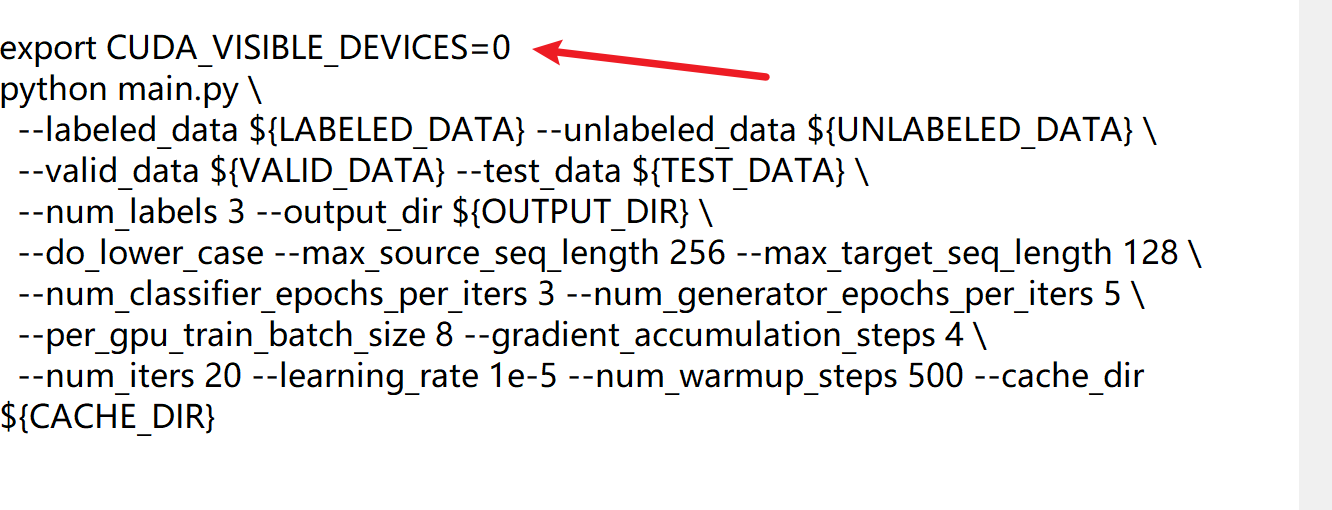 export CUDA_VISIBLE_DEVICES=0
python main.py \
--labeled_data ${LABELED_DATA} --unlabeled_data ${UNLABELED_DATA} \
--valid_data ${VALID_DATA} --test_data ${TEST_DATA} \
--num_labels 3 --output_dir ${OUTPUT_DIR} \
--do_lower_case --max_source_seq_length 256 --max_target_seq_length 128 \
--num_classifier_epochs_per_iters 3 --num_generator_epochs_per_iters 5 \
--per_gpu_train_batch_size 8 --gradient_accumulation_steps 4 \
--num_iters 20 --learning_rate 1e-5 --num_warmup_steps 500 --cache_dir
${CACHE_DIR}